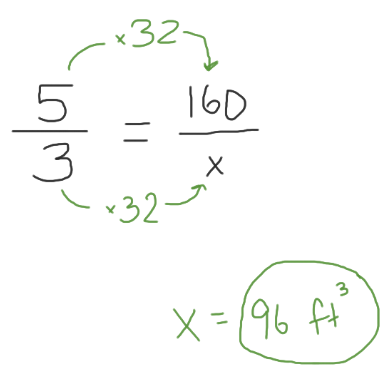 ×32
5/3 = 160/x
×32
x = 96 ft³